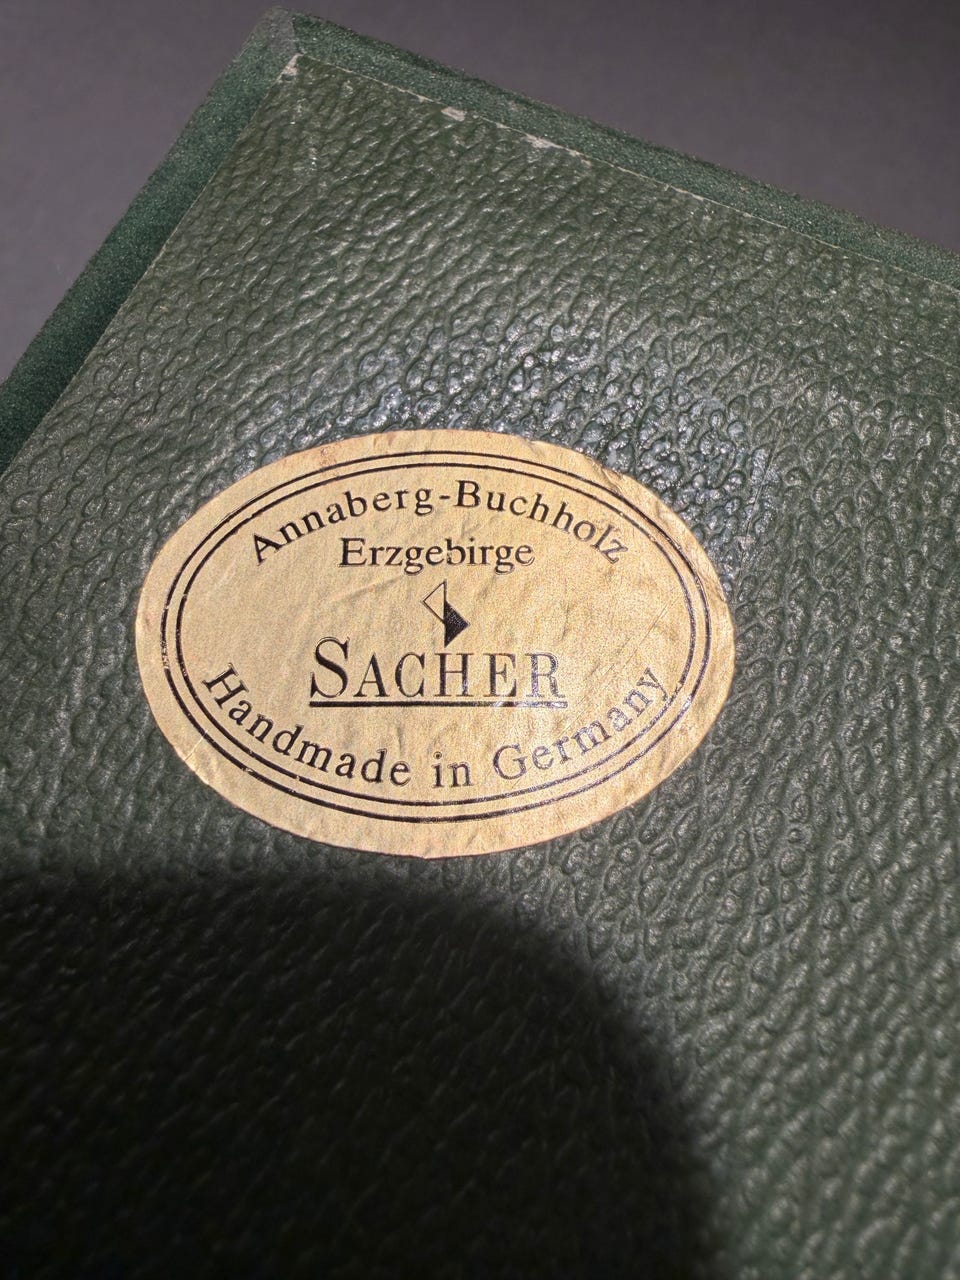 Annaberg-Buchholz
Erzgebirge
SACHER
Handmade in Germany